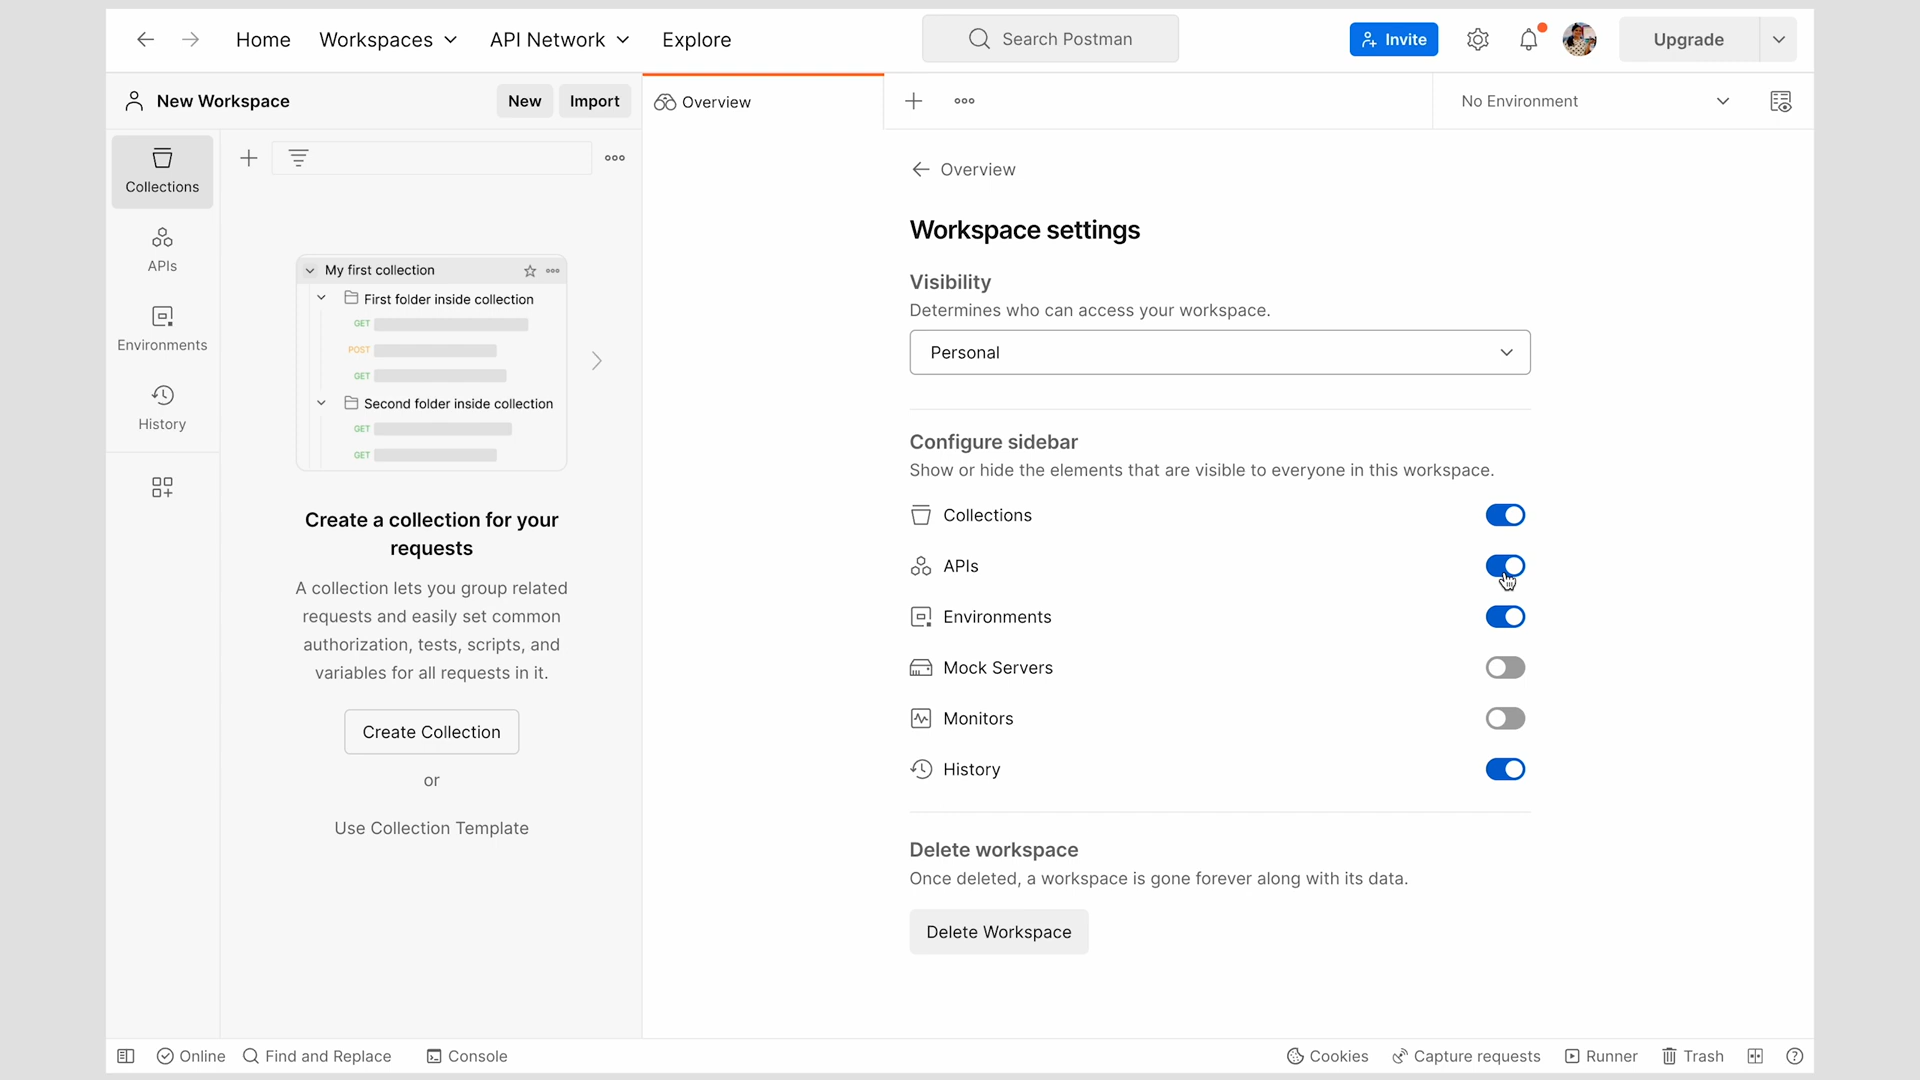 Home
Workspaces
API Network
Explore
Search Postman
Invite
Upgrade
New Workspace
New
Import
Overview
No Environment
Collections
APIs
Environments
History
My first collection
First folder inside collection
GET
POST
GET
Second folder inside collection
GET
GET
Create a collection for your
requests
A collection lets you group related
requests and easily set common
authorization, tests, scripts, and
variables for all requests in it.
Create Collection
or
Use Collection Template
Overview
Workspace settings
Visibility
Determines who can access your workspace.
Personal
Configure sidebar
Show or hide the elements that are visible to everyone in this workspace.
Collections
APIs
Environments
Mock Servers
Monitors
History
Delete workspace
Once deleted, a workspace is gone forever along with its data.
Delete Workspace
Online
Find and Replace
Console
Cookies
Capture requests
Runner
Trash